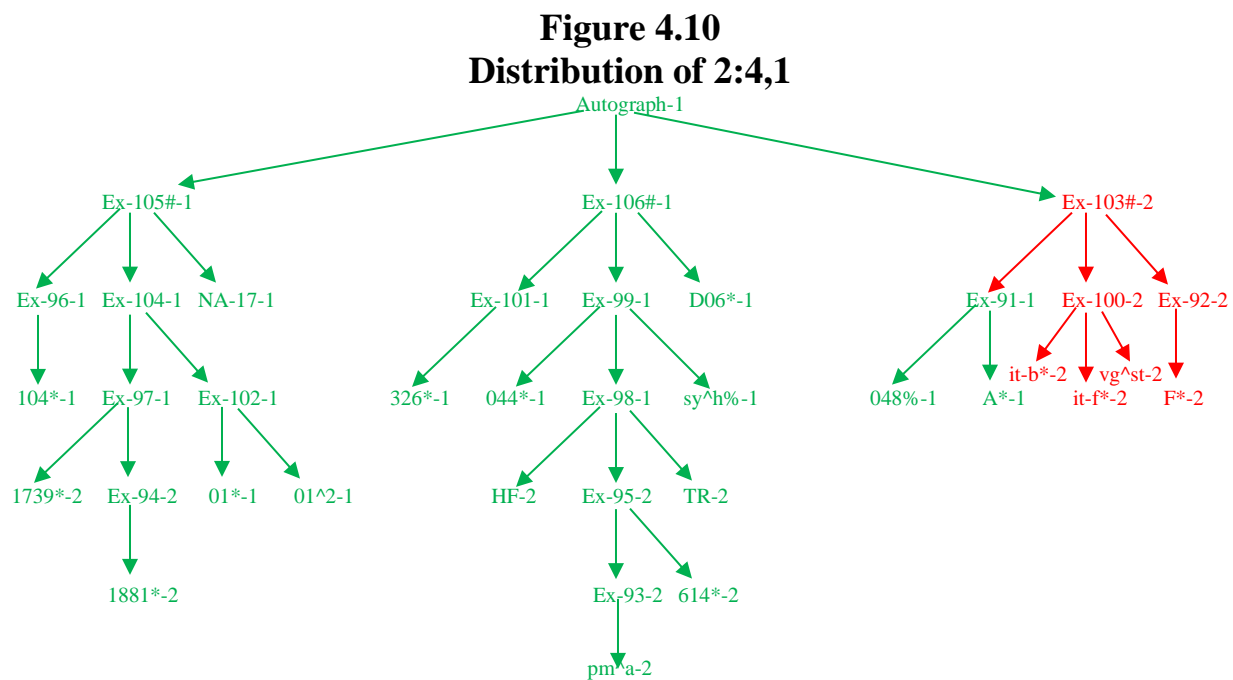 Figure 4.10
Distribution of 2:4,1
Autograph-1
Ex-105#-1 Ex-106#-1 Ex-103#-2
Ex-96-1 Ex-104-1 NA-17-1 Ex-101-1 Ex-99-1 D06*-1 Ex-91-1 Ex-100-2 Ex-92-2
it-b*-2 vg^st-2
104*-1 Ex-97-1 Ex-102-1 326*-1 044*-1 Ex-98-1 sy^h%-1 048%-1 A*-1 it-f*-2 F*-2
1739*-2 Ex-94-2 01*-1 01^2-1 HF-2 Ex-95-2 TR-2
1881*-2 Ex-93-2 614*-2
pm^a-2